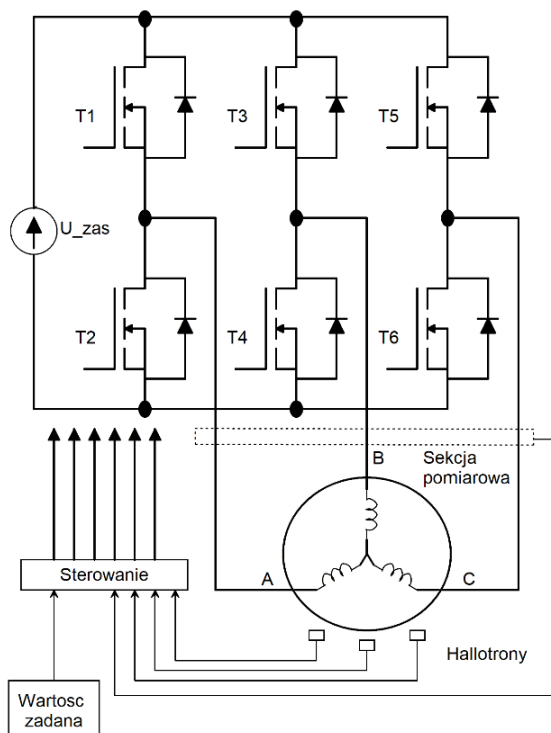 T1
T3
T5
U_zas
T2
T4
T6
B
Sekcja
pomiarowa
Sterowanie
A
C
Hallotrony
Wartosc
zadana